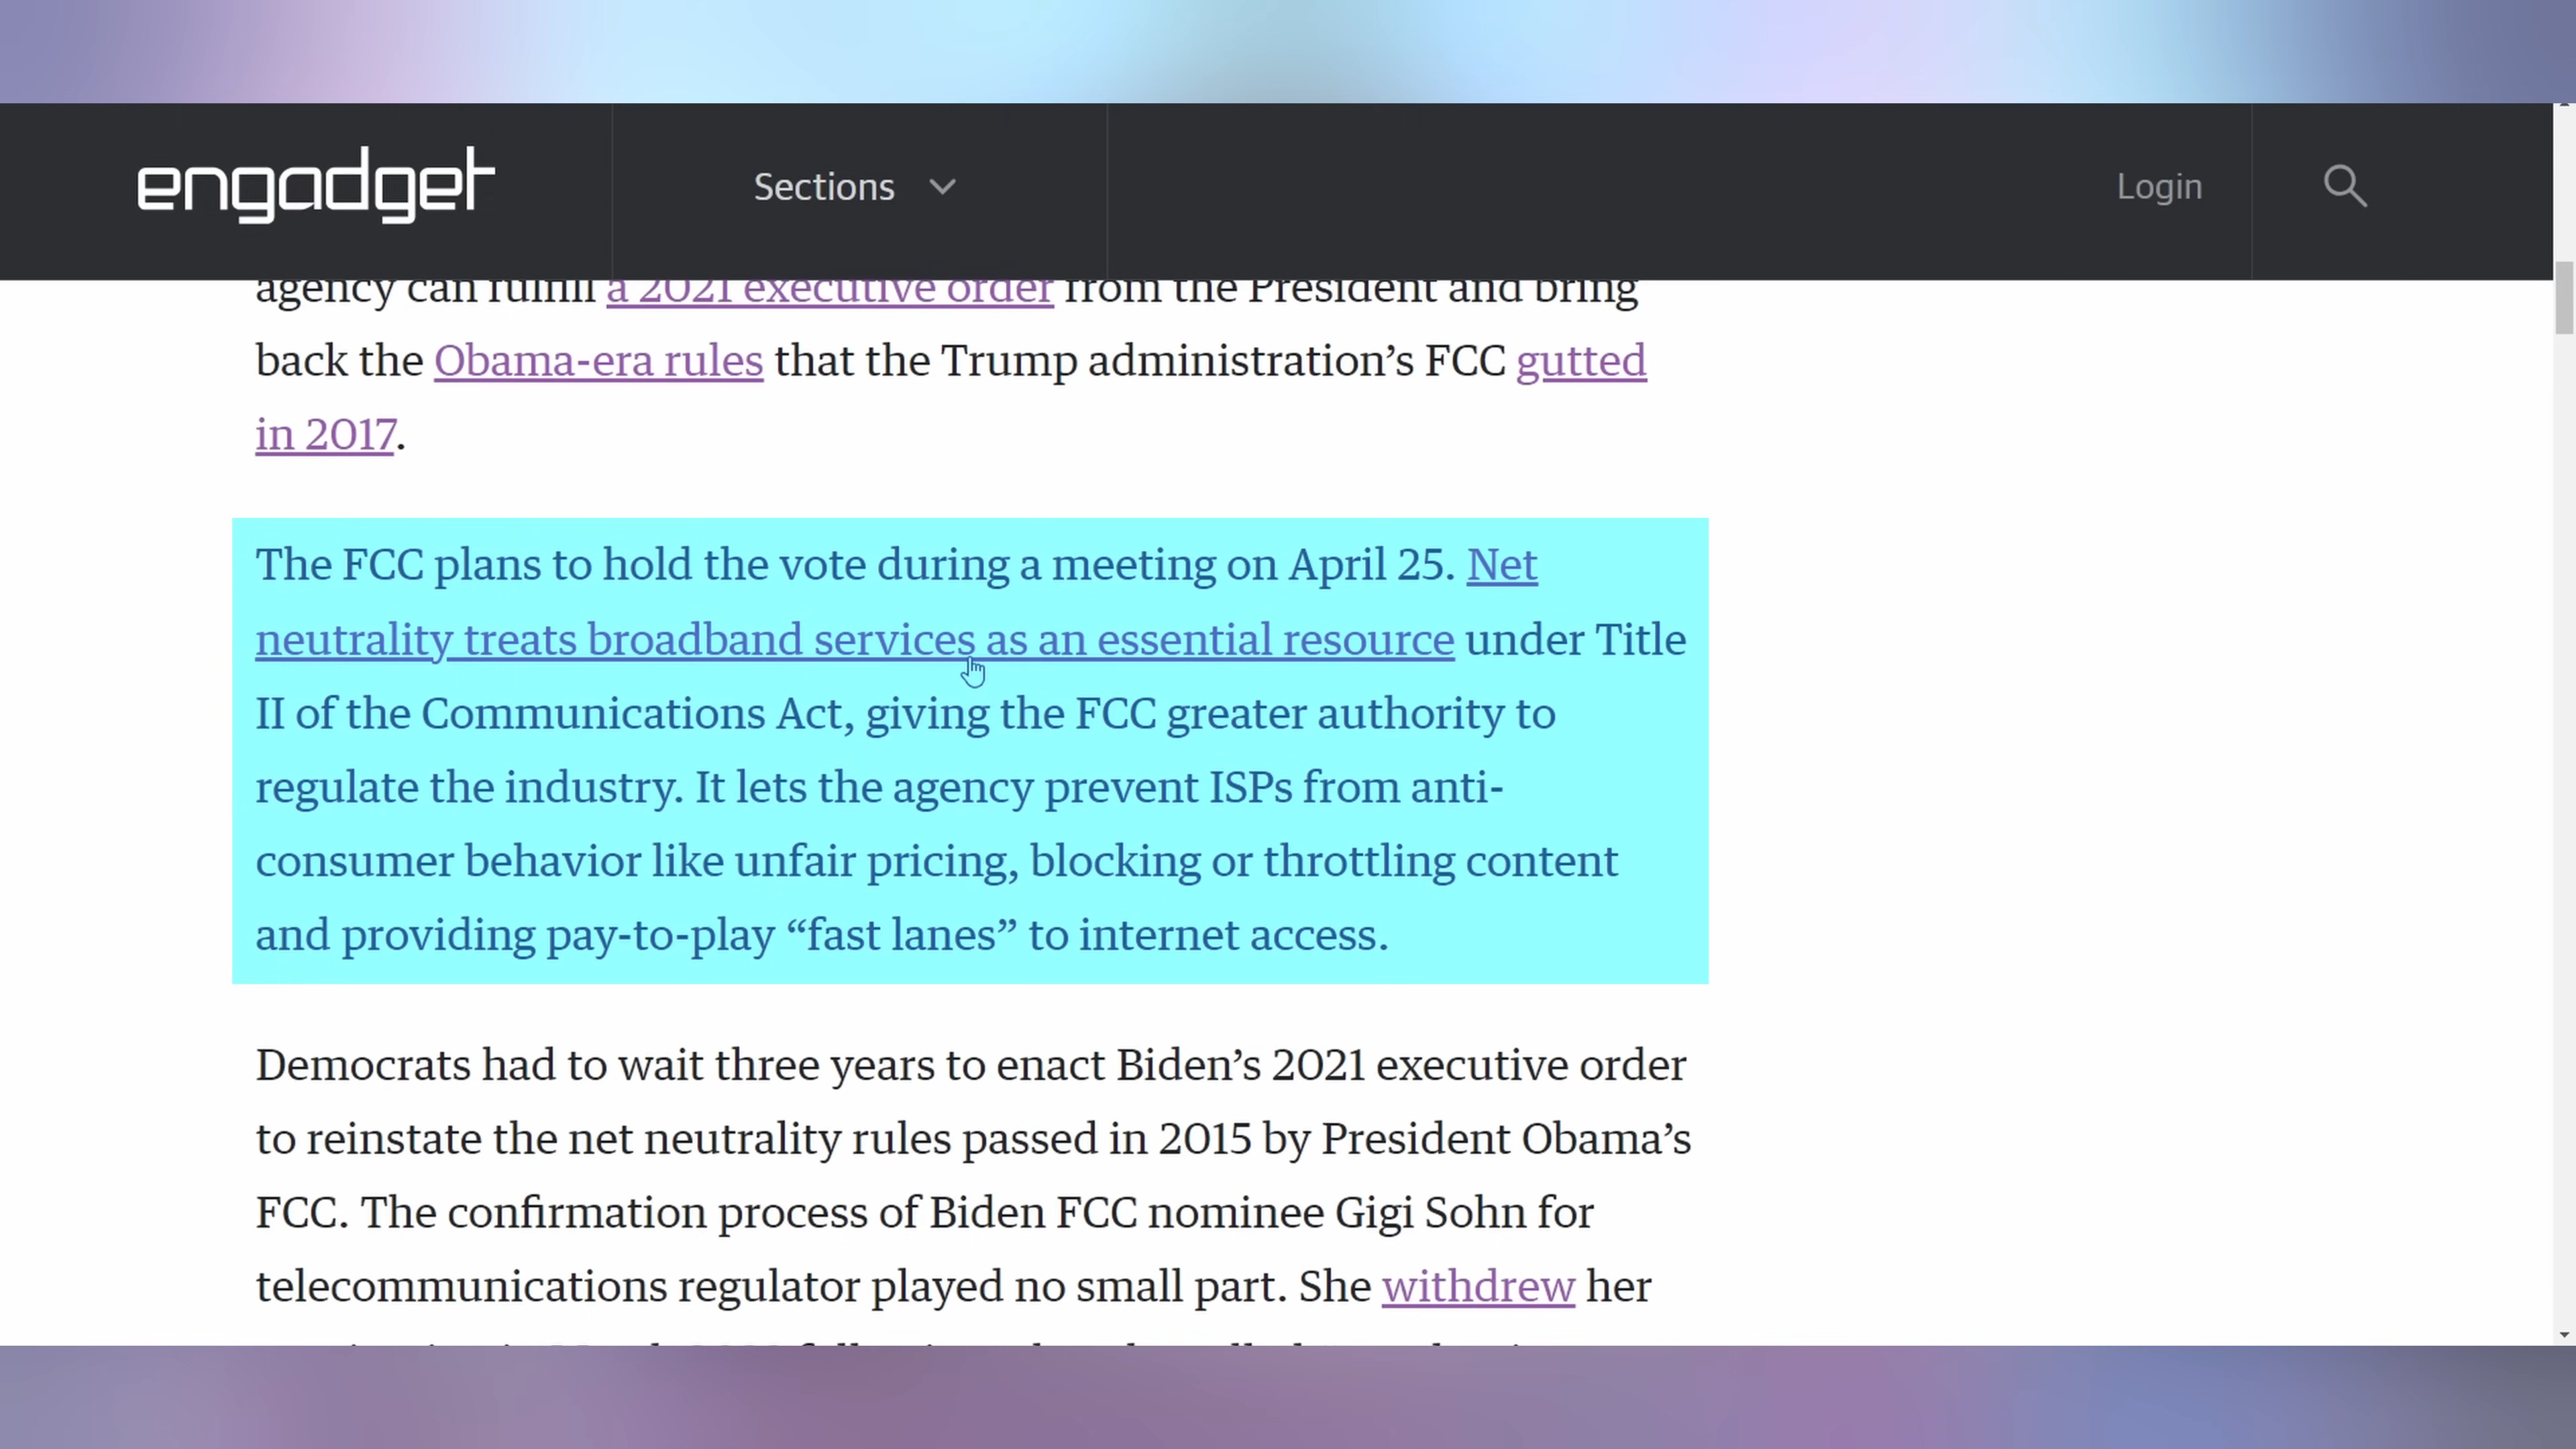 engadget
Sections
Login
agency can fulfill a 2021 executive order from the President and bring
back the Obama-era rules that the Trump administration’s FCC gutted
in 2017.
The FCC plans to hold the vote during a meeting on April 25. Net
neutrality treats broadband services as an essential resource under Title
II of the Communications Act, giving the FCC greater authority to
regulate the industry. It lets the agency prevent ISPs from anti-
consumer behavior like unfair pricing, blocking or throttling content
and providing pay-to-play “fast lanes” to internet access.
Democrats had to wait three years to enact Biden’s 2021 executive order
to reinstate the net neutrality rules passed in 2015 by President Obama’s
FCC. The confirmation process of Biden FCC nominee Gigi Sohn for
telecommunications regulator played no small part. She withdrew her